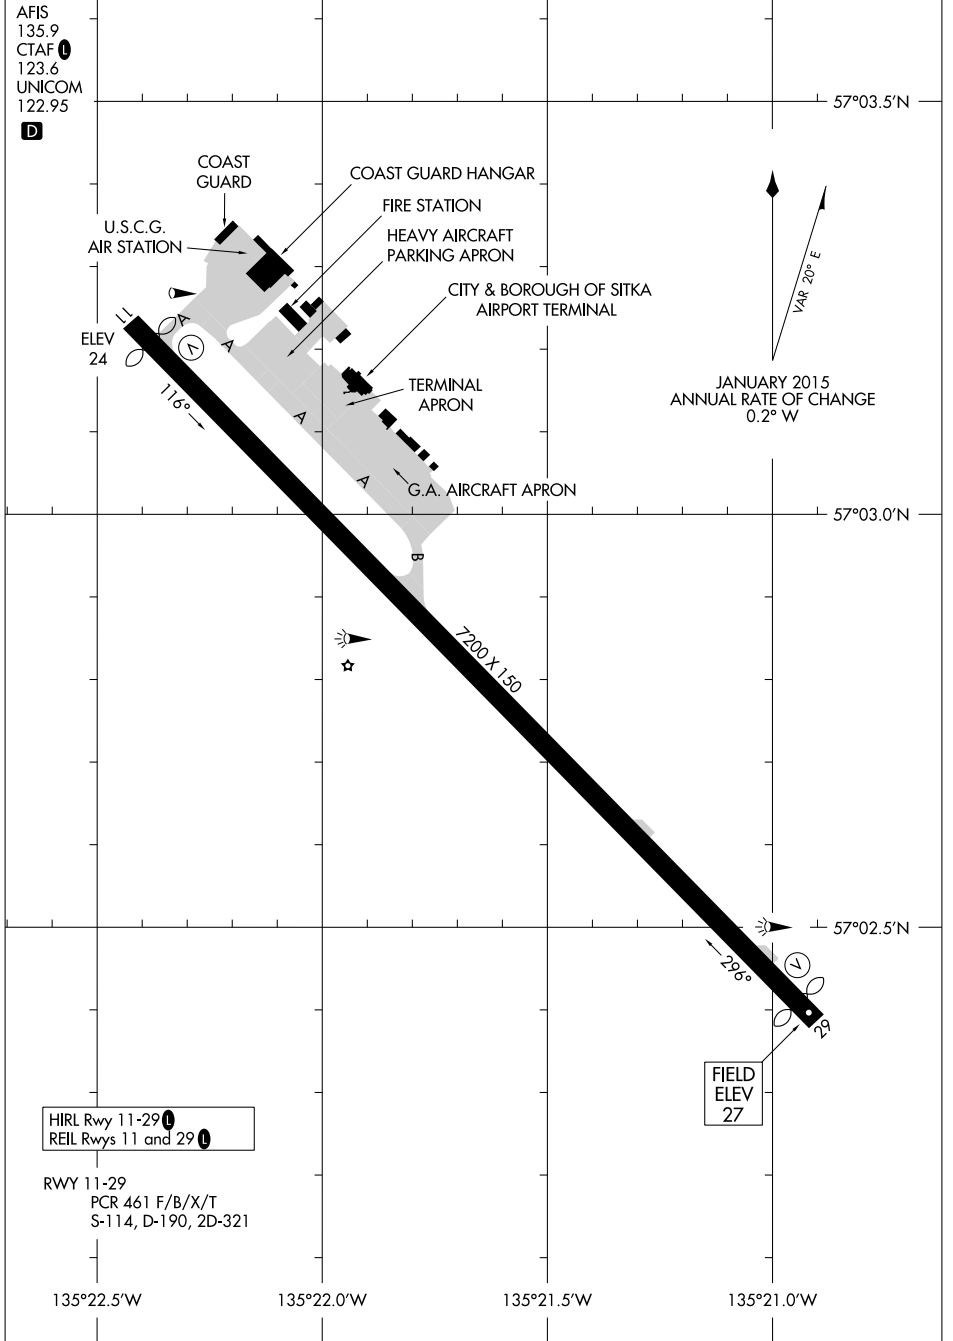 AFIS
135.9
CTAF L
123.6
UNICOM
122.95
D
57°03.5'N
COAST
GUARD
COAST GUARD HANGAR
FIRE STATION
U.S.C.G.
AIR STATION
HEAVY AIRCRAFT
PARKING APRON
CITY & BOROUGH OF SITKA
AIRPORT TERMINAL
VAR 20° E
11
A
V
ELEV
24
A
JANUARY 2015
ANNUAL RATE OF CHANGE
0.2° W
TERMINAL
APRON
116°
A
A
G.A. AIRCRAFT APRON
57°03.0'N
B
7200 X 150
57°02.5'N
296°
V
29
FIELD
ELEV
27
HIRL Rwy 11-29 L
REIL Rwys 11 and 29 L
RWY 11-29
PCR 461 F/B/X/T
S-114, D-190, 2D-321
135°22.5'W
135°22.0'W
135°21.5'W
135°21.0'W